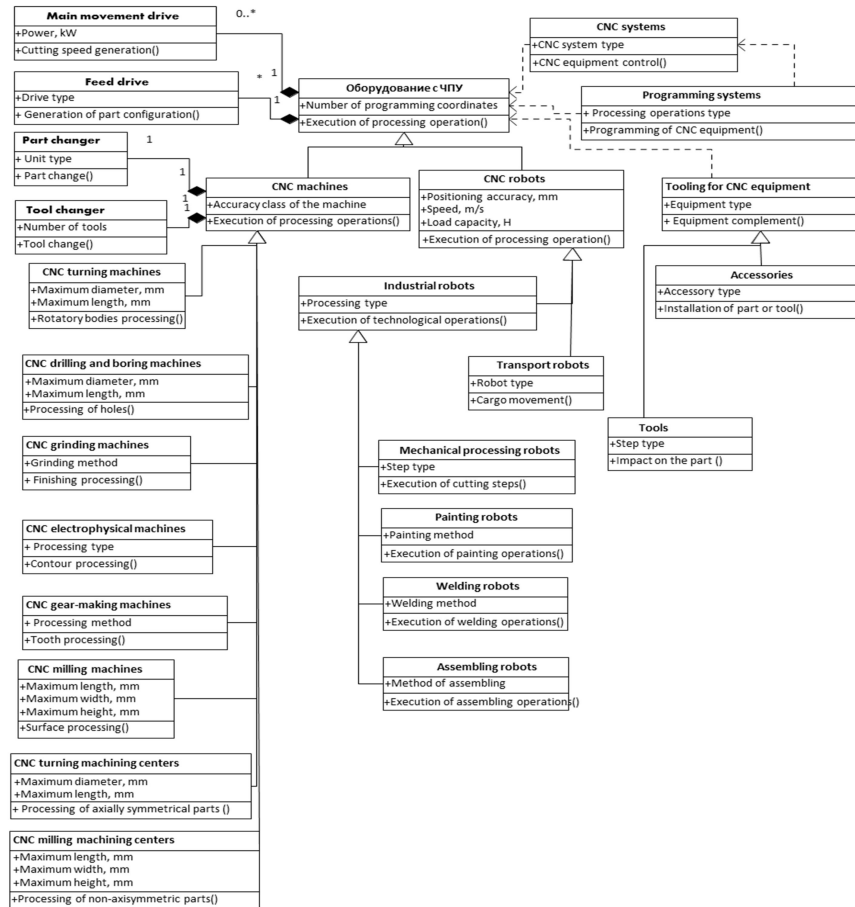 Main movement drive
+Power, kW
+Cutting speed generation()
0..*
1
Feed drive
+Drive type
+ Generation of part configuration()
*
1
Оборудование с ЧПУ
+Number of programming coordinates
+Execution of processing operation()
CNC systems
+CNC system type
+CNC equipment control()
Programming systems
+ Processing operations type
+Programming of CNC equipment()
Part changer
+ Unit type
+ Part change()
1
1
Tool changer
+Number of tools
+Tool change()
1
1
CNC machines
+Accuracy class of the machine
+Execution of processing operations()
CNC robots
+Positioning accuracy, mm
+Speed, m/s
+Load capacity, H
+Execution of processing operation()
Tooling for CNC equipment
+Equipment type
+ Equipment complement()
Accessories
+Accessory type
+Installation of part or tool()
Tools
+Step type
+Impact on the part ()
CNC turning machines
+Maximum diameter, mm
+Maximum length, mm
+Rotatory bodies processing()
Industrial robots
+Processing type
+Execution of technological operations()
Transport robots
+Robot type
+Cargo movement()
CNC drilling and boring machines
+Maximum diameter, mm
+Maximum length, mm
+Processing of holes()
CNC grinding machines
+Grinding method
+ Finishing processing()
Mechanical processing robots
+Step type
+Execution of cutting steps()
CNC electrophysical machines
+ Processing type
+Contour processing()
Painting robots
+Painting method
+Execution of painting operations()
CNC gear-making machines
+ Processing method
+Tooth processing()
Welding robots
+Welding method
+Execution of welding operations()
CNC milling machines
+Maximum length, mm
+Maximum width, mm
+Maximum height, mm
+Surface processing()
Assembling robots
+Method of assembling
+Execution of assembling operations()
CNC turning machining centers
+Maximum diameter, mm
+Maximum length, mm
+ Processing of axially symmetrical parts ()
CNC milling machining centers
+Maximum length, mm
+Maximum width, mm
+Maximum height, mm
+Processing of non-axisymmetric parts()